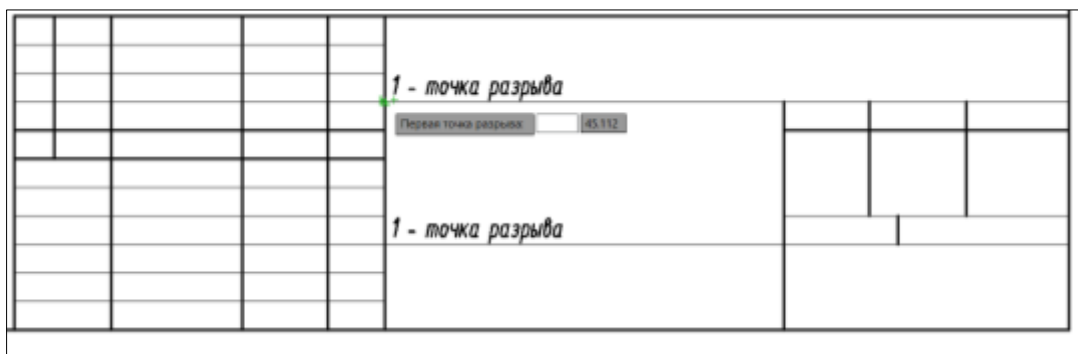 1 - точка разрыва
Первая точка разрыва: 45.112
1 - точка разрыва